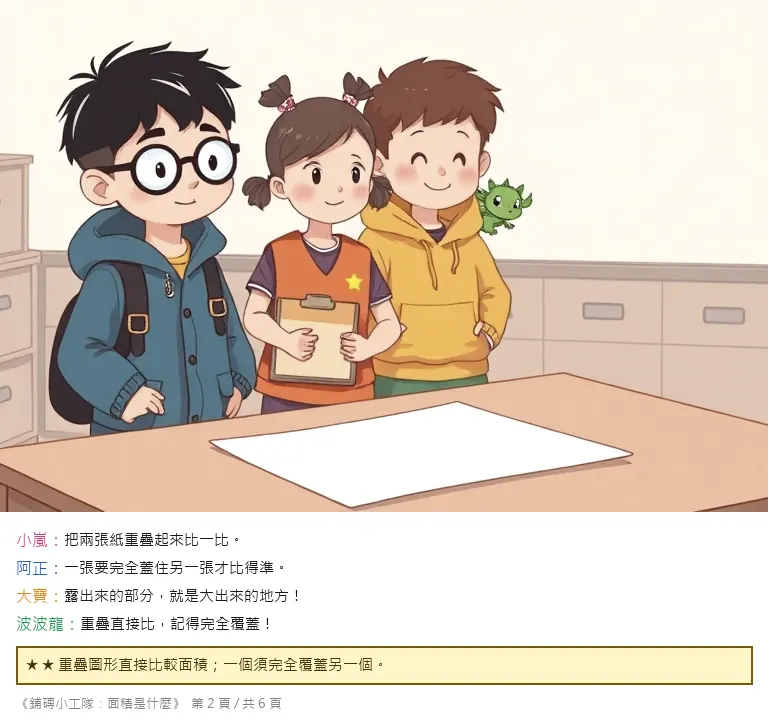 小嵐：把兩張紙重疊起來比一比。
阿正：一張要完全蓋住另一張才比得準。
大寶：露出來的部分，就是大出來的地方！
波波龍：重疊直接比，記得完全覆蓋！
★★ 重疊圖形直接比較面積；一個須完全覆蓋另一個。
《鋪磚小工隊：面積是什麼》 第 2 頁 / 共 6 頁